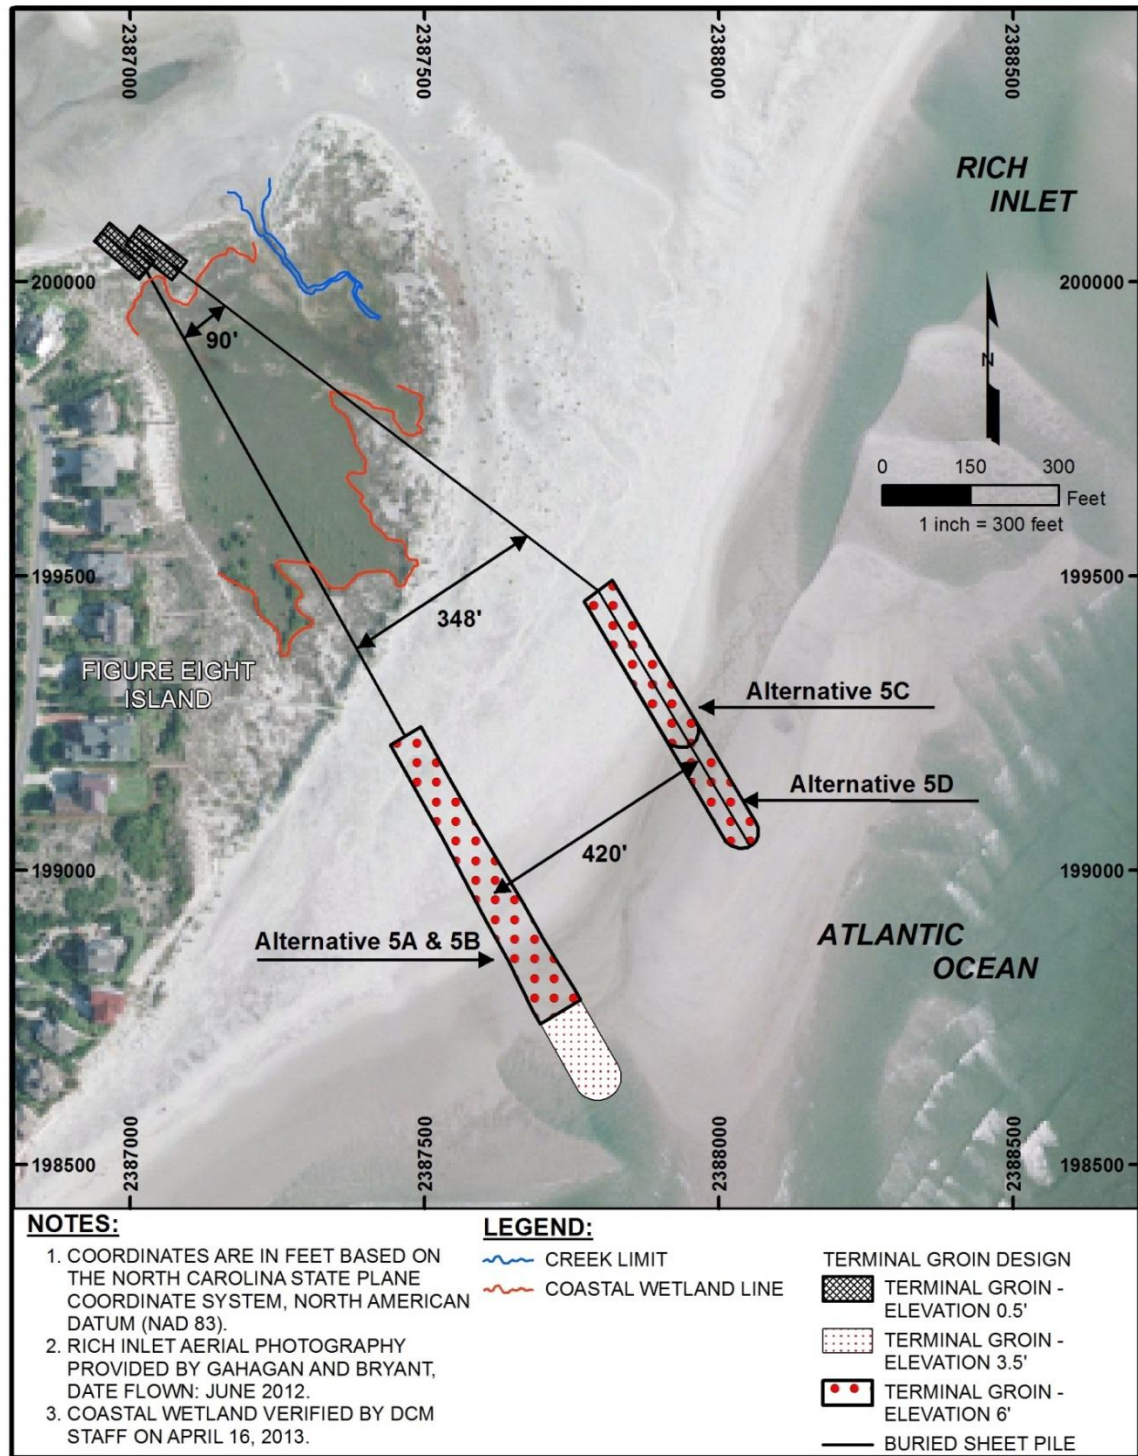 2387000
2387500
2388000
2388500
RICH
INLET
200000
200000
90'
N
0 150 300
Feet
1 inch = 300 feet
199500
199500
348'
FIGURE EIGHT
ISLAND
Alternative 5C
Alternative 5D
420'
199000
199000
Alternative 5A & 5B
ATLANTIC
OCEAN
198500
198500
2387000
2387500
2388000
2388500
NOTES:
1. COORDINATES ARE IN FEET BASED ON
THE NORTH CAROLINA STATE PLANE
COORDINATE SYSTEM, NORTH AMERICAN
DATUM (NAD 83).
2. RICH INLET AERIAL PHOTOGRAPHY
PROVIDED BY GAHAGAN AND BRYANT,
DATE FLOWN: JUNE 2012.
3. COASTAL WETLAND VERIFIED BY DCM
STAFF ON APRIL 16, 2013.
LEGEND:
CREEK LIMIT
COASTAL WETLAND LINE
TERMINAL GROIN DESIGN
TERMINAL GROIN -
ELEVATION 0.5'
TERMINAL GROIN -
ELEVATION 3.5'
TERMINAL GROIN -
ELEVATION 6'
BURIED SHEET PILE